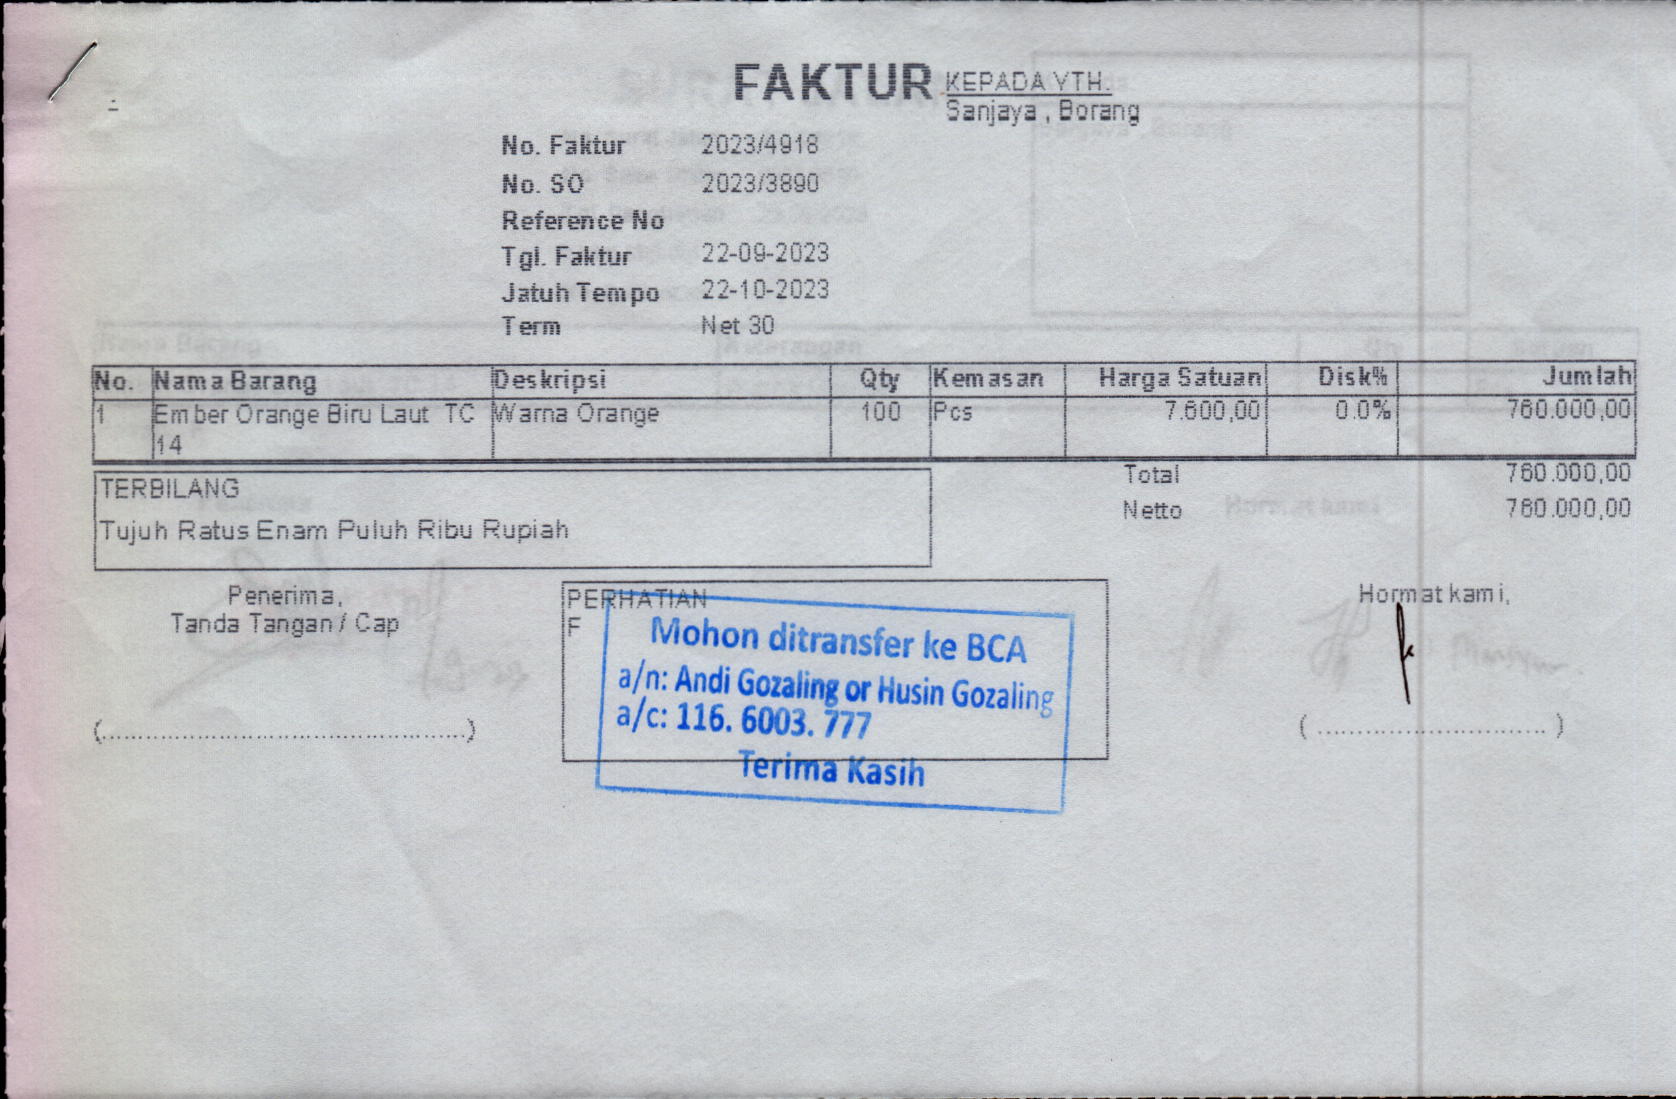 FAKTUR
KEPADA YTH.
Sanjaya , Borang
No. Faktur 2023/4918
No. SO 2023/3890
Reference No
Tgl. Faktur 22-09-2023
Jatuh Tempo 22-10-2023
Term Net 30
No. Nama Barang Deskripsi Qty Kemasan Harga Satuan Disk% Jumlah
1 Ember Orange Biru Laut TC Warna Orange 100 Pcs 7.600,00 0.0% 760.000,00
14
Total 760.000,00
TERBILANG
Netto 760.000,00
Tujuh Ratus Enam Puluh Ribu Rupiah
Penerima,
Tanda Tangan / Cap
PERHATIAN
F
Mohon ditransfer ke BCA
a/n: Andi Gozaling or Husin Gozaling
a/c: 116. 6003. 777
Terima Kasih
Hormat kami,
(............................................)
( ............................ )